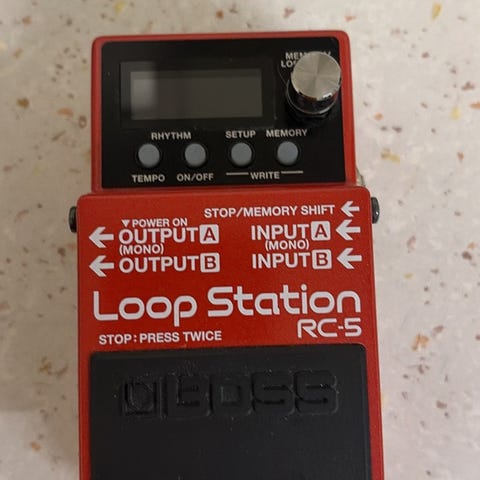 MEMORY
LOOP
RHYTHM
SETUP
MEMORY
TEMPO
ON/OFF
WRITE
STOP/MEMORY SHIFT
▼POWER ON
OUTPUT A
(MONO)
OUTPUT B
INPUT A
(MONO)
INPUT B
Loop Station
RC-5
STOP: PRESS TWICE
BOSS